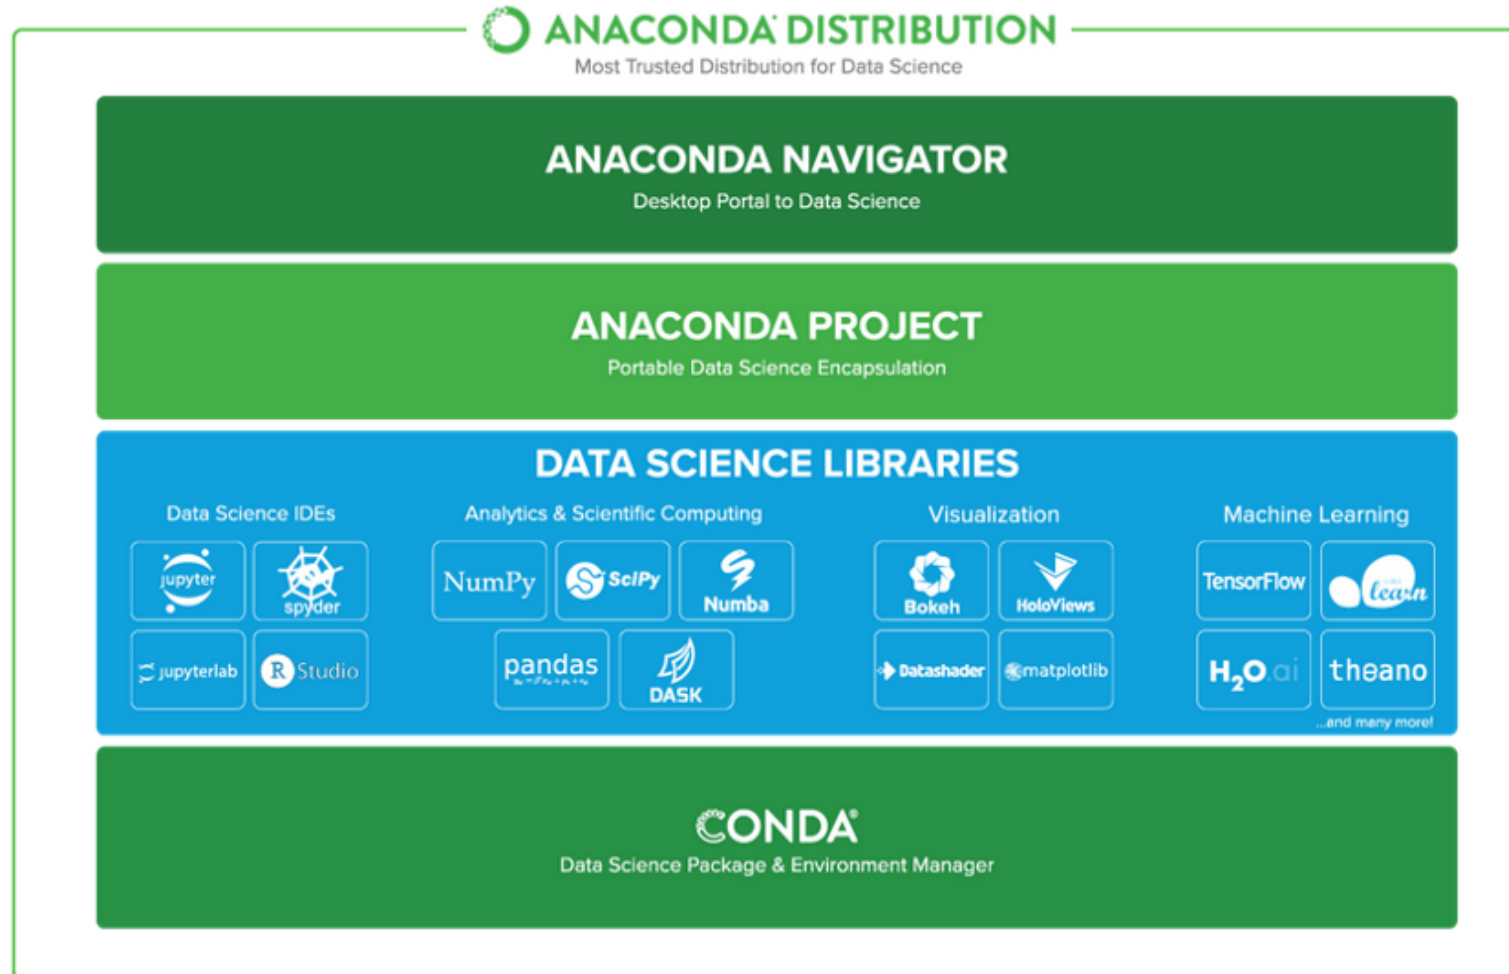 ANACONDA DISTRIBUTION
Most Trusted Distribution for Data Science
ANACONDA NAVIGATOR
Desktop Portal to Data Science
ANACONDA PROJECT
Portable Data Science Encapsulation
DATA SCIENCE LIBRARIES
Data Science IDEs
jupyter
spyder
jupyterlab
R Studio
Analytics & Scientific Computing
NumPy
SciPy
Numba
pandas
DASK
Visualization
Bokeh
HoloViews
Datashader
matplotlib
Machine Learning
TensorFlow
learn
H2O.ai
theano
...and many more!
CONDA®
Data Science Package & Environment Manager